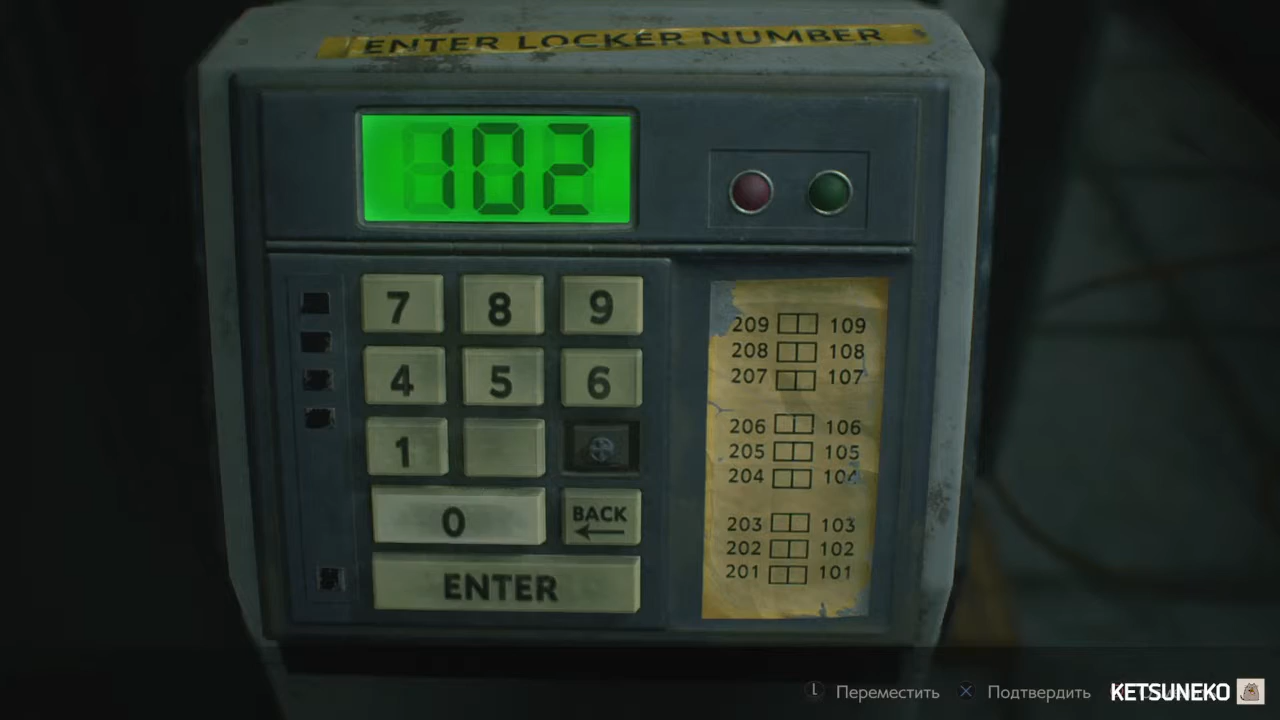 ENTER LOCKER NUMBER
102
7 8 9
4 5 6
1
0 BACK
ENTER
209 109
208 108
207 107
206 106
205 105
204 104
203 103
202 102
201 101
L Переместить Подтвердить KETSUNEKO